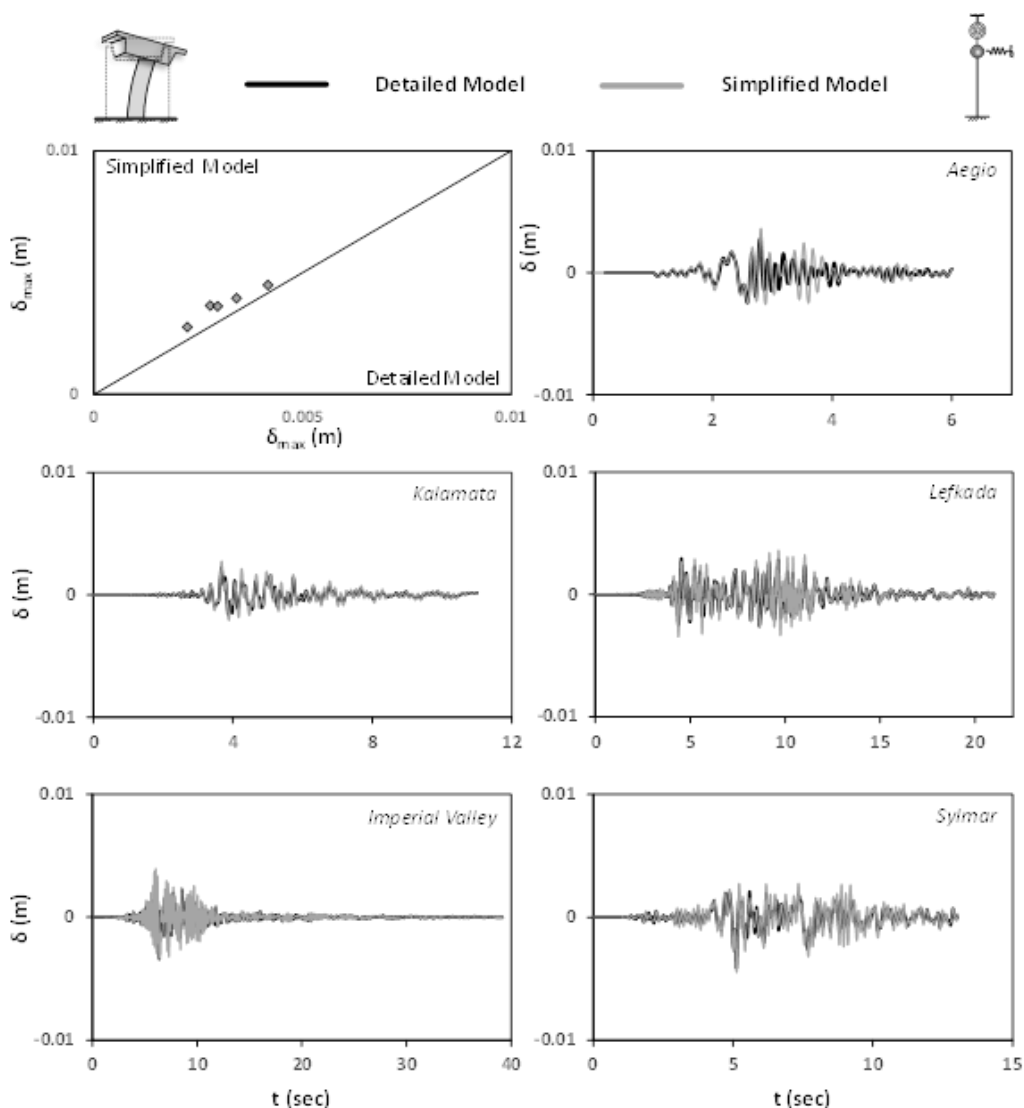 Detailed Model
Simplified Model
0.01
Simplified Model
δmax (m)
Detailed Model
0
0
0.005
0.01
δmax (m)
0.01
Aegio
δ (m)
0
-0.01
0
2
4
6
0.01
Kalamata
δ (m)
0
-0.01
0
4
8
12
0.01
Lefkada
0
-0.01
0
5
10
15
20
0.01
Imperial Valley
δ (m)
0
-0.01
0
10
20
30
40
t (sec)
0.01
Sylmar
0
-0.01
0
5
10
15
t (sec)